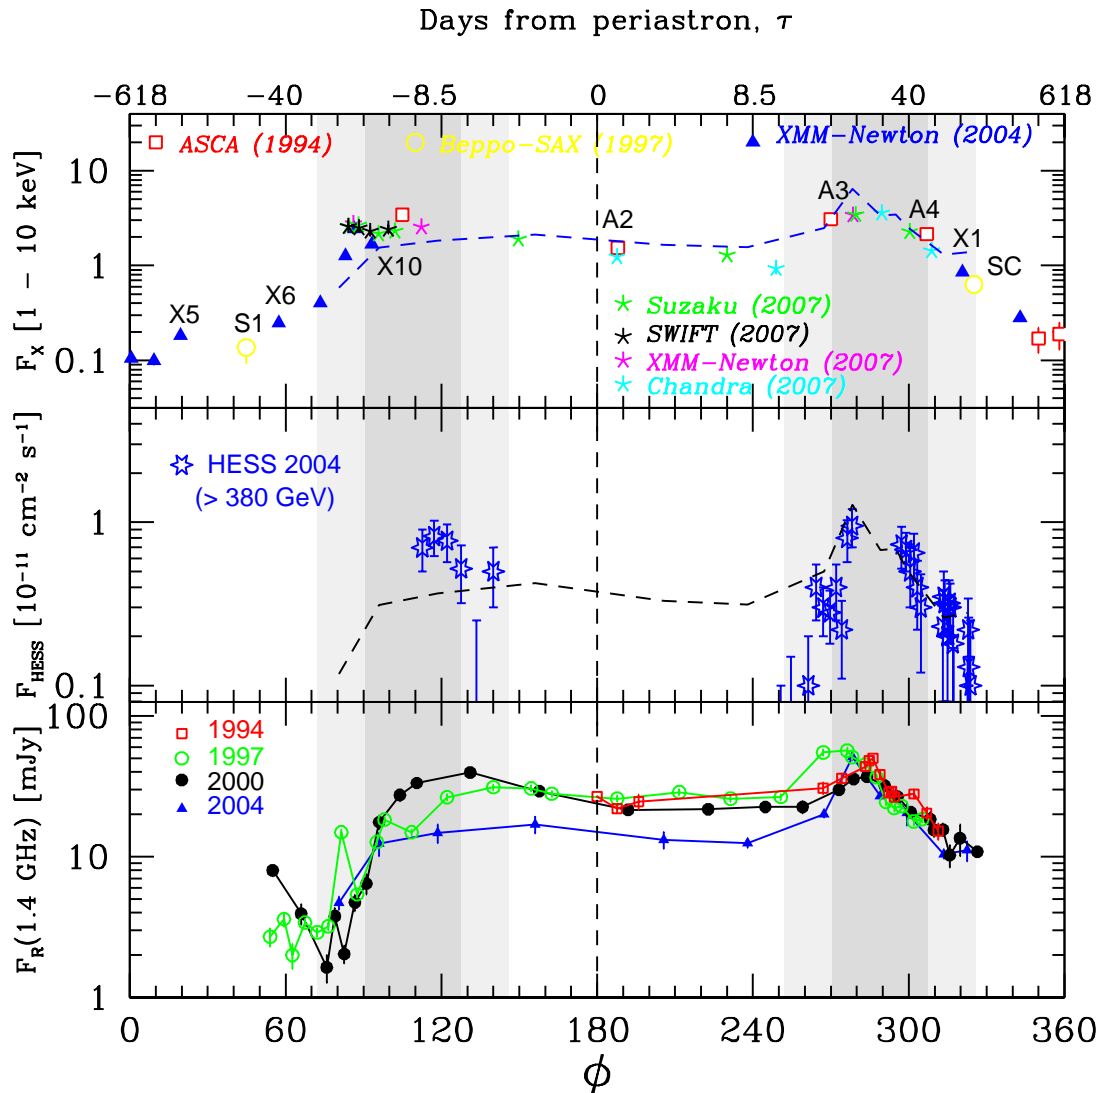 Days from periastron, τ
−618 −40 −8.5 0 8.5 40 618
ASCA (1994) Beppo−SAX (1997) XMM−Newton (2004)
10
1
0.1
F_X [1 − 10 keV]
X5
S1
X6
X10
A2
A3
A4
X1
SC
Suzaku (2007)
SWIFT (2007)
XMM−Newton (2007)
Chandra (2007)
HESS 2004
(> 380 GeV)
1
0.1
F_HESS [10⁻¹¹ cm⁻² s⁻¹]
1994
1997
2000
2004
100
10
1
F_R(1.4 GHz) [mJy]
0 60 120 180 240 300 360
ϕ